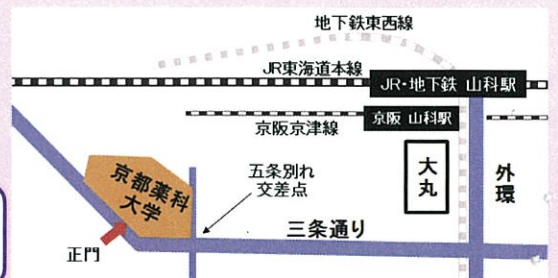 地下鉄東西線
JR東海道本線
JR・地下鉄 山科駅
京阪 山科駅
京阪京津線
大丸
外環
五条別れ
交差点
京都薬科
大学
三条通り
正門